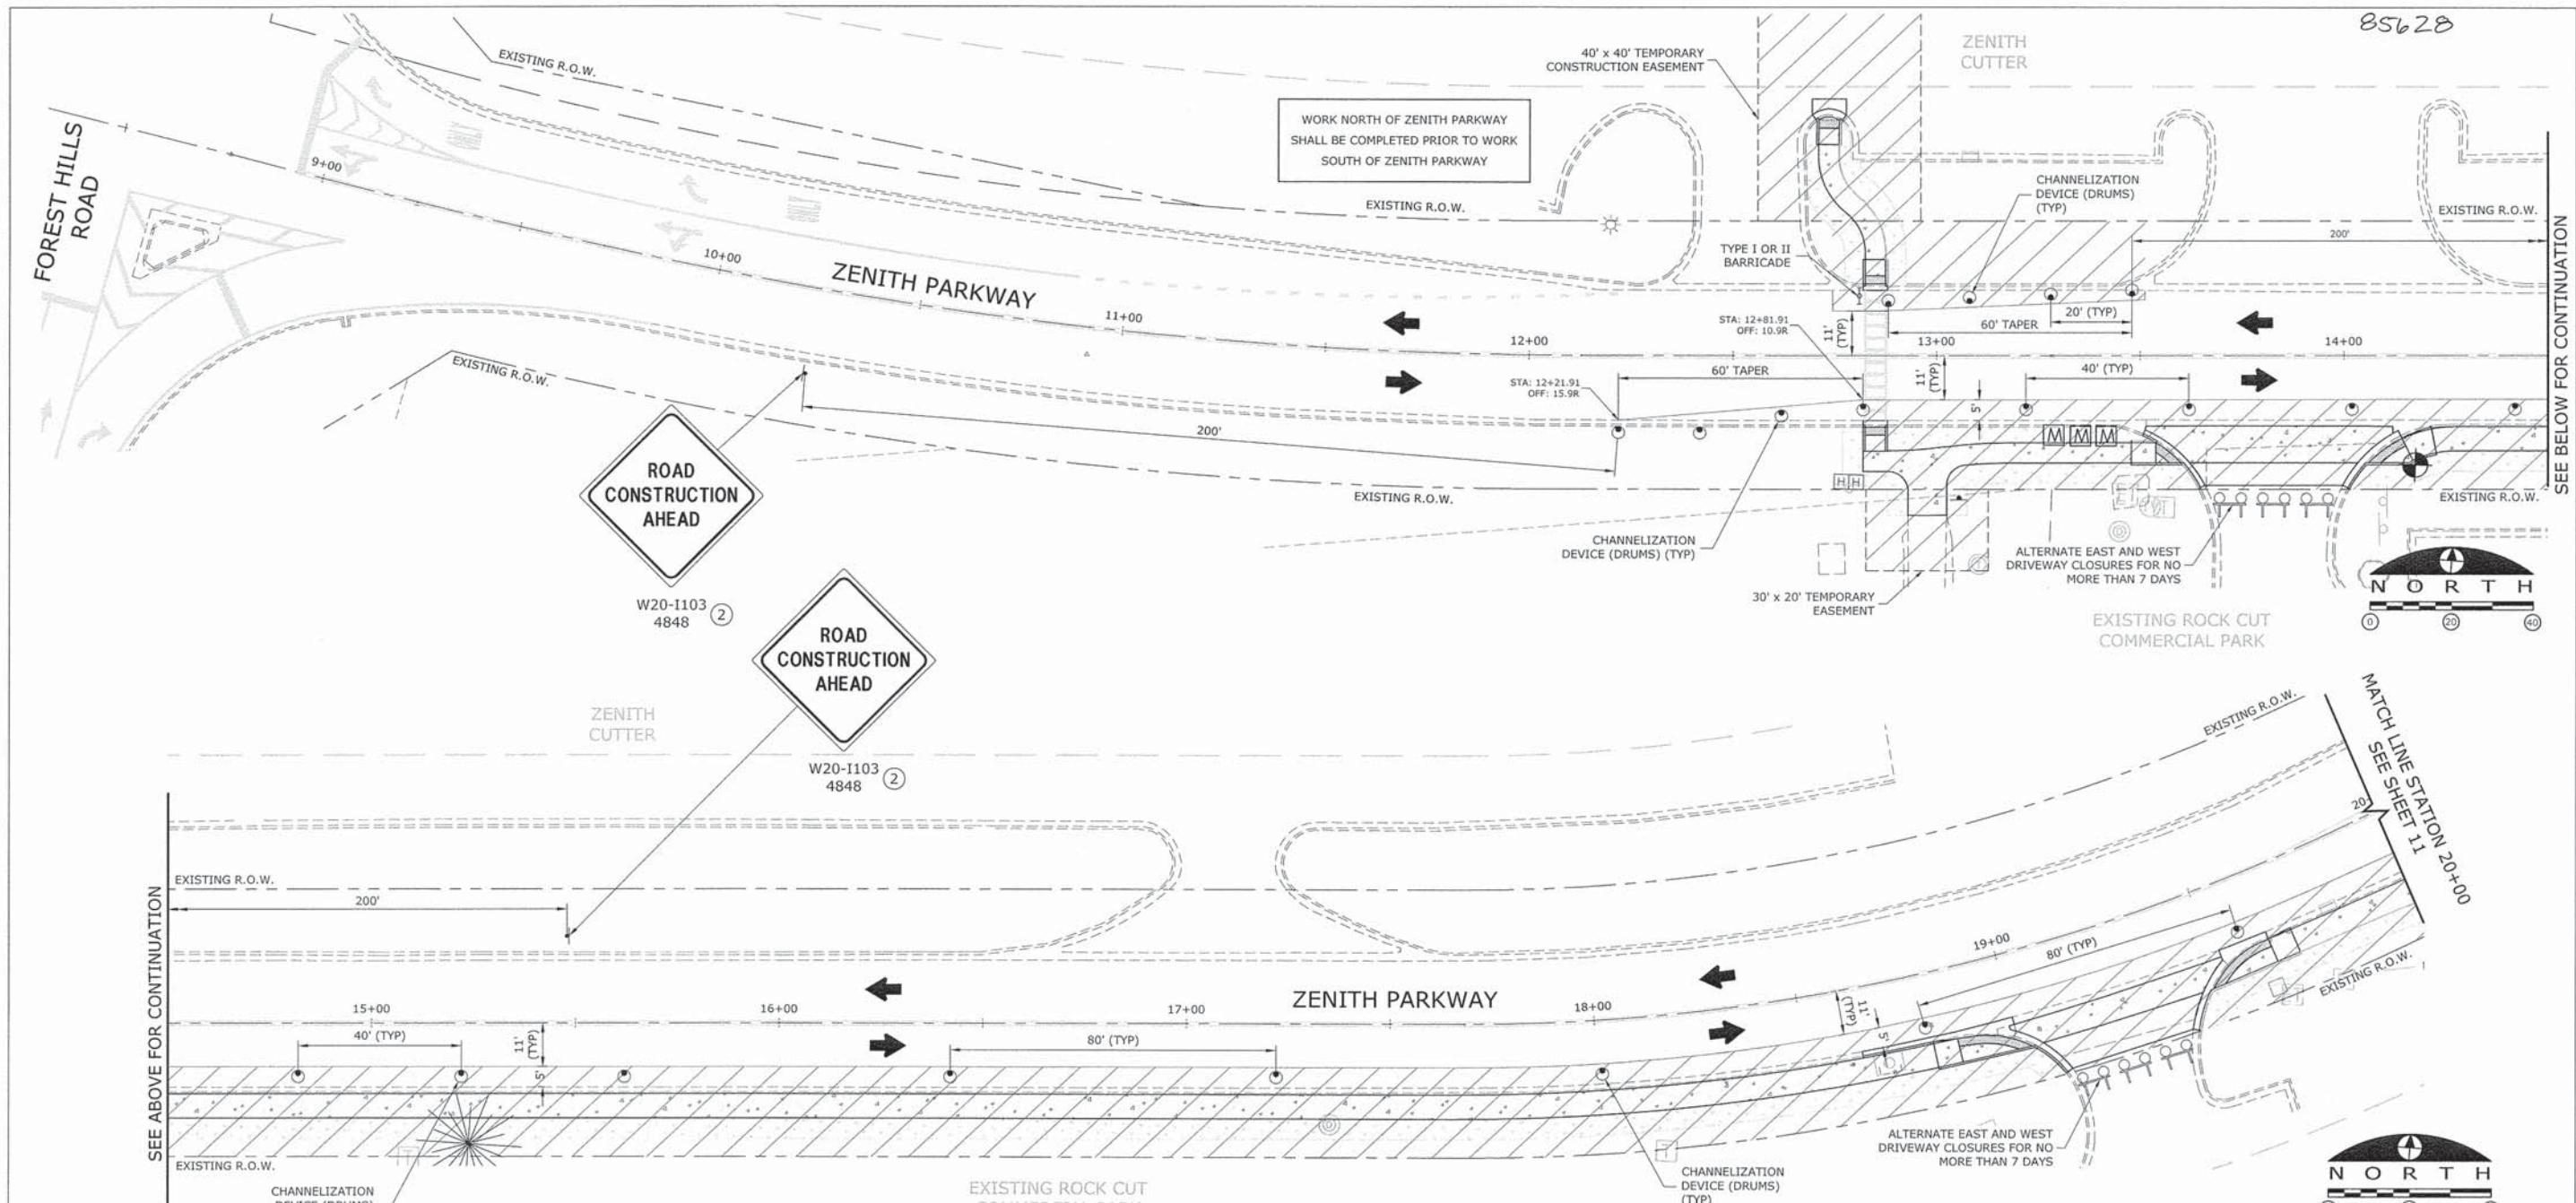 85628
ZENITH
CUTTER
40' x 40' TEMPORARY
CONSTRUCTION EASEMENT
EXISTING R.O.W.
WORK NORTH OF ZENITH PARKWAY
SHALL BE COMPLETED PRIOR TO WORK
SOUTH OF ZENITH PARKWAY
FOREST HILLS
ROAD
9+00
CHANNELIZATION
DEVICE (DRUMS)
(TYP)
EXISTING R.O.W.
EXISTING R.O.W.
200'
TYPE I OR II
BARRICADE
10+00
ZENITH PARKWAY
11+00
20' (TYP)
60' TAPER
STA: 12+81.91
OFF: 10.9R
11'
(TYP)
12+00
13+00
14+00
SEE BELOW FOR CONTINUATION
EXISTING R.O.W.
60' TAPER
STA: 12+21.91
OFF: 15.9R
11'
(TYP)
40' (TYP)
5'
200'
M M M
ROAD
CONSTRUCTION
AHEAD
H H
EXISTING R.O.W.
EXISTING R.O.W.
CHANNELIZATION
DEVICE (DRUMS) (TYP)
ALTERNATE EAST AND WEST
DRIVEWAY CLOSURES FOR NO
MORE THAN 7 DAYS
NORTH
0 20 40
W20-I103
4848
2
30' x 20' TEMPORARY
EASEMENT
EXISTING ROCK CUT
COMMERCIAL PARK
ROAD
CONSTRUCTION
AHEAD
ZENITH
CUTTER
W20-I103
4848
2
EXISTING R.O.W.
MATCH LINE STATION 20+00
SEE SHEET 11
20
EXISTING R.O.W.
200'
SEE ABOVE FOR CONTINUATION
19+00
80' (TYP)
EXISTING R.O.W.
15+00
16+00
17+00
ZENITH PARKWAY
18+00
11'
(TYP)
5'
40' (TYP)
11'
(TYP)
5'
80' (TYP)
T
T
EXISTING R.O.W.
ALTERNATE EAST AND WEST
DRIVEWAY CLOSURES FOR NO
MORE THAN 7 DAYS
CHANNELIZATION
DEVICE (DRUMS)
EXISTING ROCK CUT
CHANNELIZATION
DEVICE (DRUMS)
(TYP)
NORTH